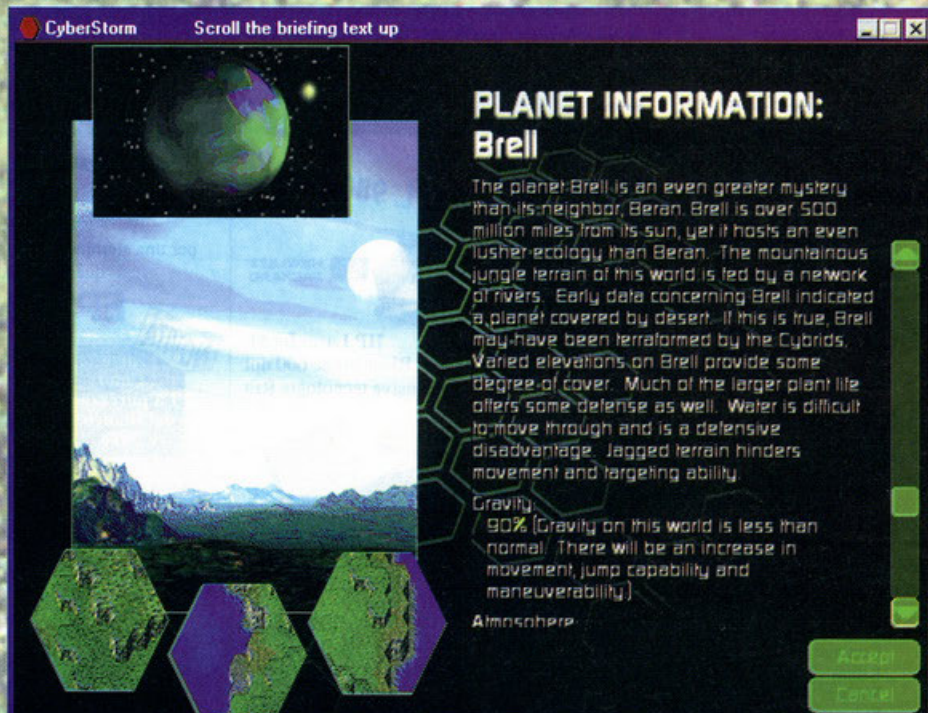 CyberStorm Scroll the briefing text up
PLANET INFORMATION:
Brell
The planet Brell is an even greater mystery
than its neighbor, Beran. Brell is over 500
million miles from its sun, yet it hosts an even
lusher ecology than Beran. The mountainous
jungle terrain of this world is fed by a network
of rivers. Early data concerning Brell indicated
a planet covered by desert. If this is true, Brell
may have been terraformed by the Cybrids.
Varied elevations on Brell provide some
degree of cover. Much of the larger plant life
offers some defense as well. Water is difficult
to move through and is a defensive
disadvantage. Jagged terrain hinders
movement and targeting ability.
Gravity:
90% (Gravity on this world is less than
normal. There will be an increase in
movement, jump capability and
maneuverability.)
Atmosphere:
Accept
Cancel